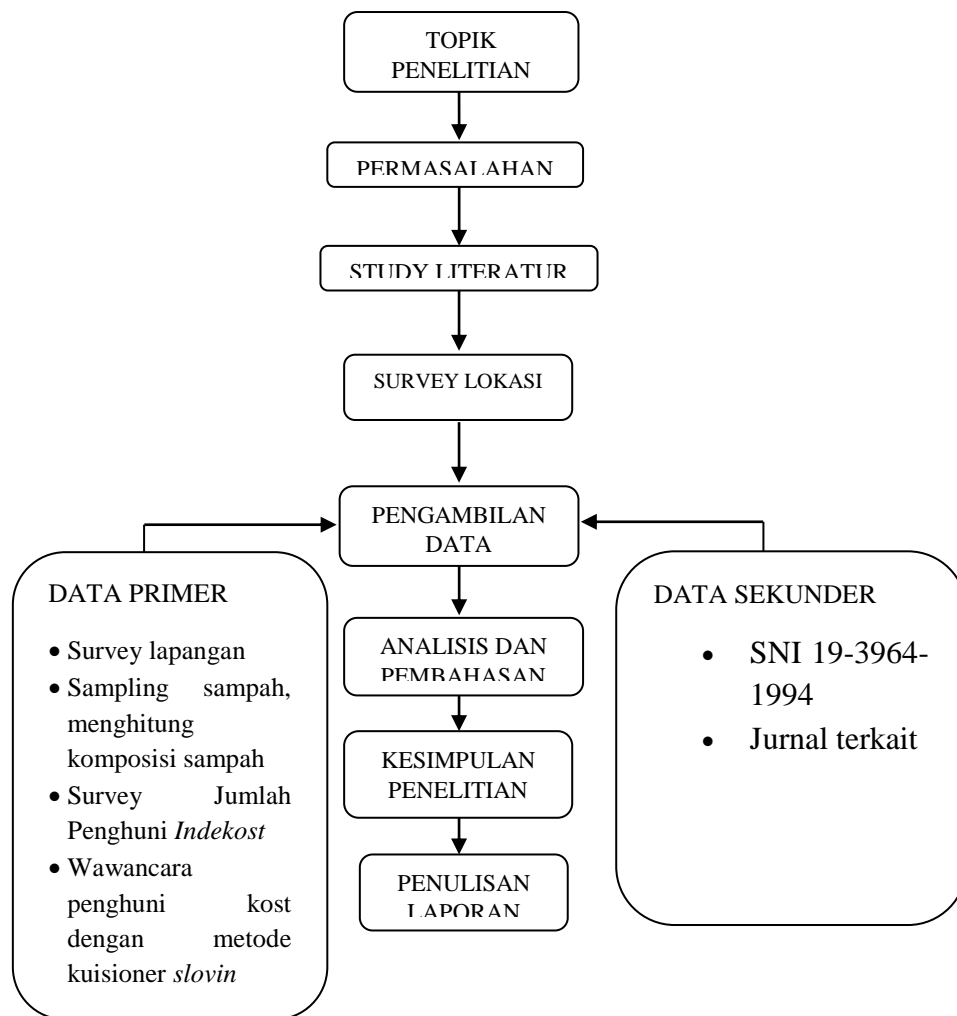 TOPIK
PENELITIAN
PERMASALAHAN
STUDY LITERATUR
SURVEY LOKASI
PENGAMBILAN
DATA
DATA PRIMER
• Survey lapangan
• Sampling sampah,
menghitung
komposisi sampah
• Survey Jumlah
Penghuni Indekost
• Wawancara
penghuni kost
dengan metode
kuisioner slovin
DATA SEKUNDER
• SNI 19-3964-
1994
• Jurnal terkait
ANALISIS DAN
PEMBAHASAN
KESIMPULAN
PENELITIAN
PENULISAN
LAPORAN